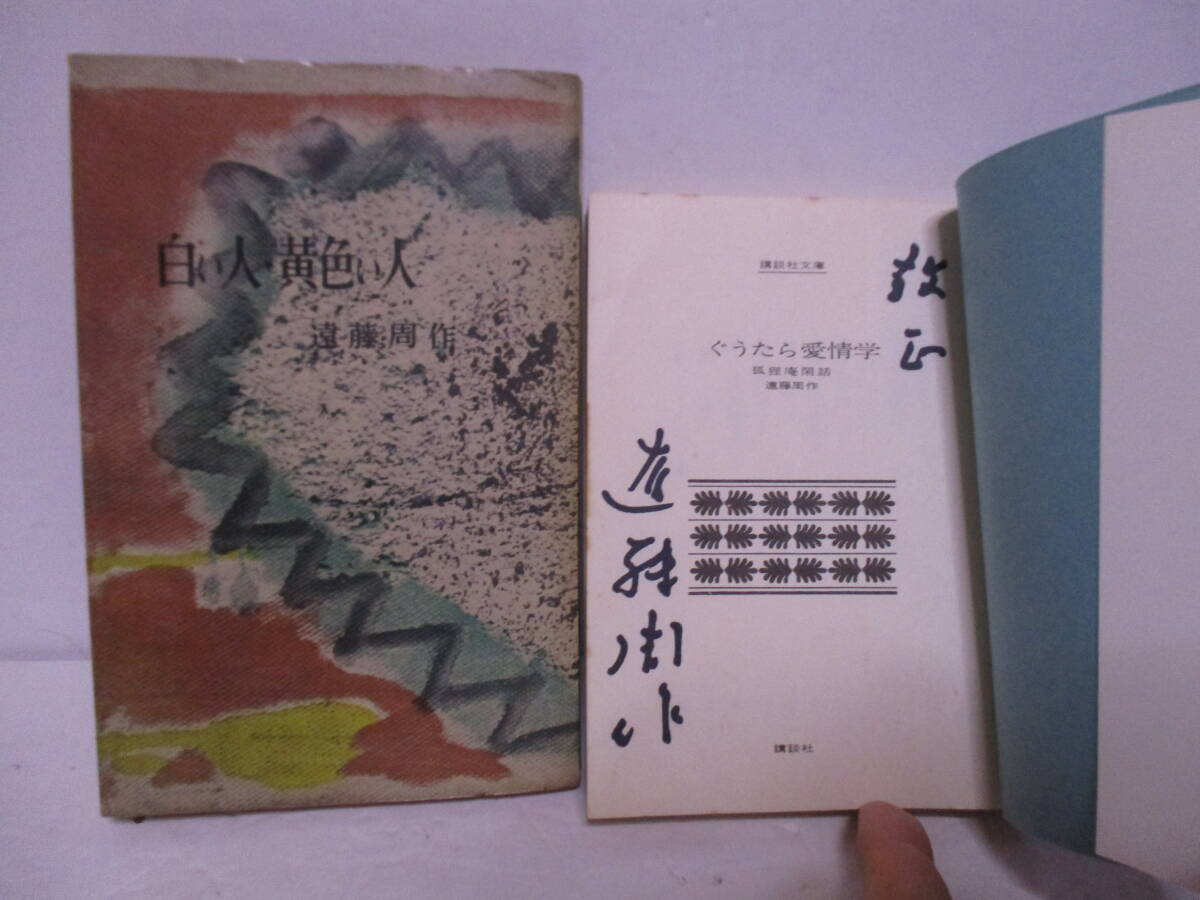 白い人・黄色い人
遠藤周作
講談社文庫
ぐうたら愛情学
狐狸庵閑話
遠藤周作
講談社
叱正
遠藤周作